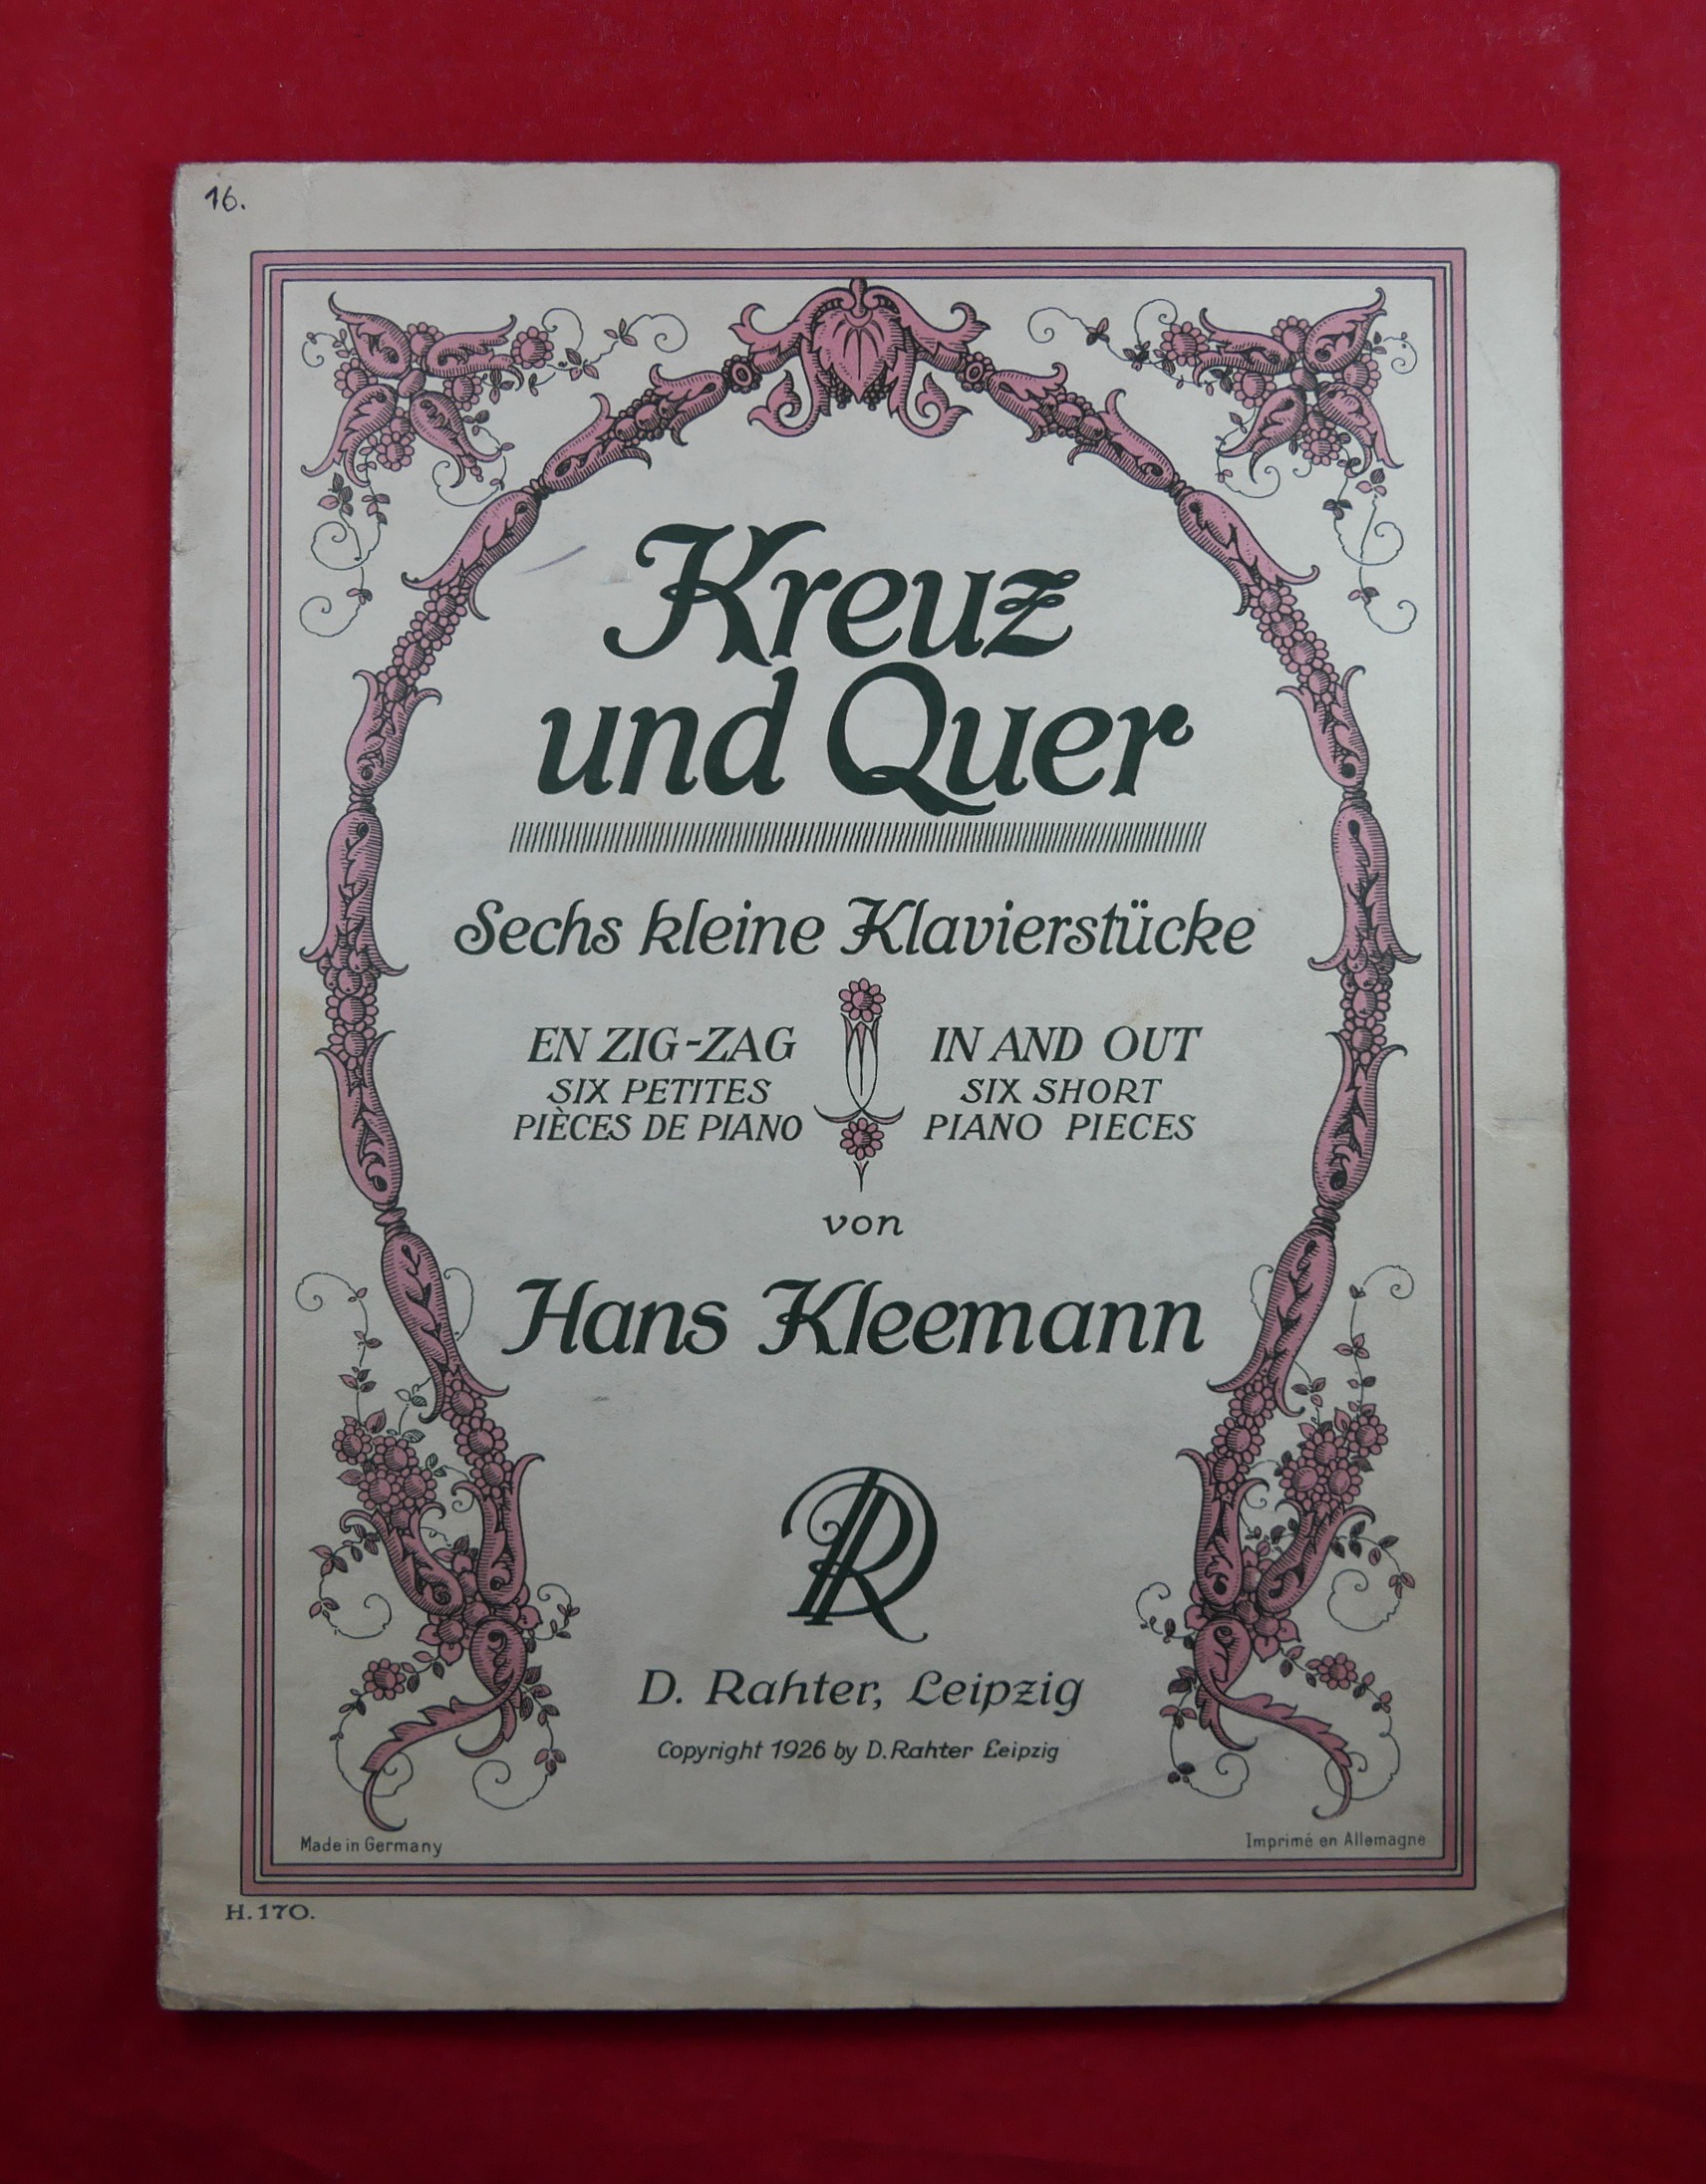 16.
Kreuz
und Quer
Sechs kleine Klavierstücke
EN ZIG-ZAG
SIX PETITES
PIÈCES DE PIANO
IN AND OUT
SIX SHORT
PIANO PIECES
von
Hans Kleemann
DR
D. Rahter, Leipzig
Copyright 1926 by D. Rahter Leipzig
Made in Germany
Imprimé en Allemagne
H. 170.